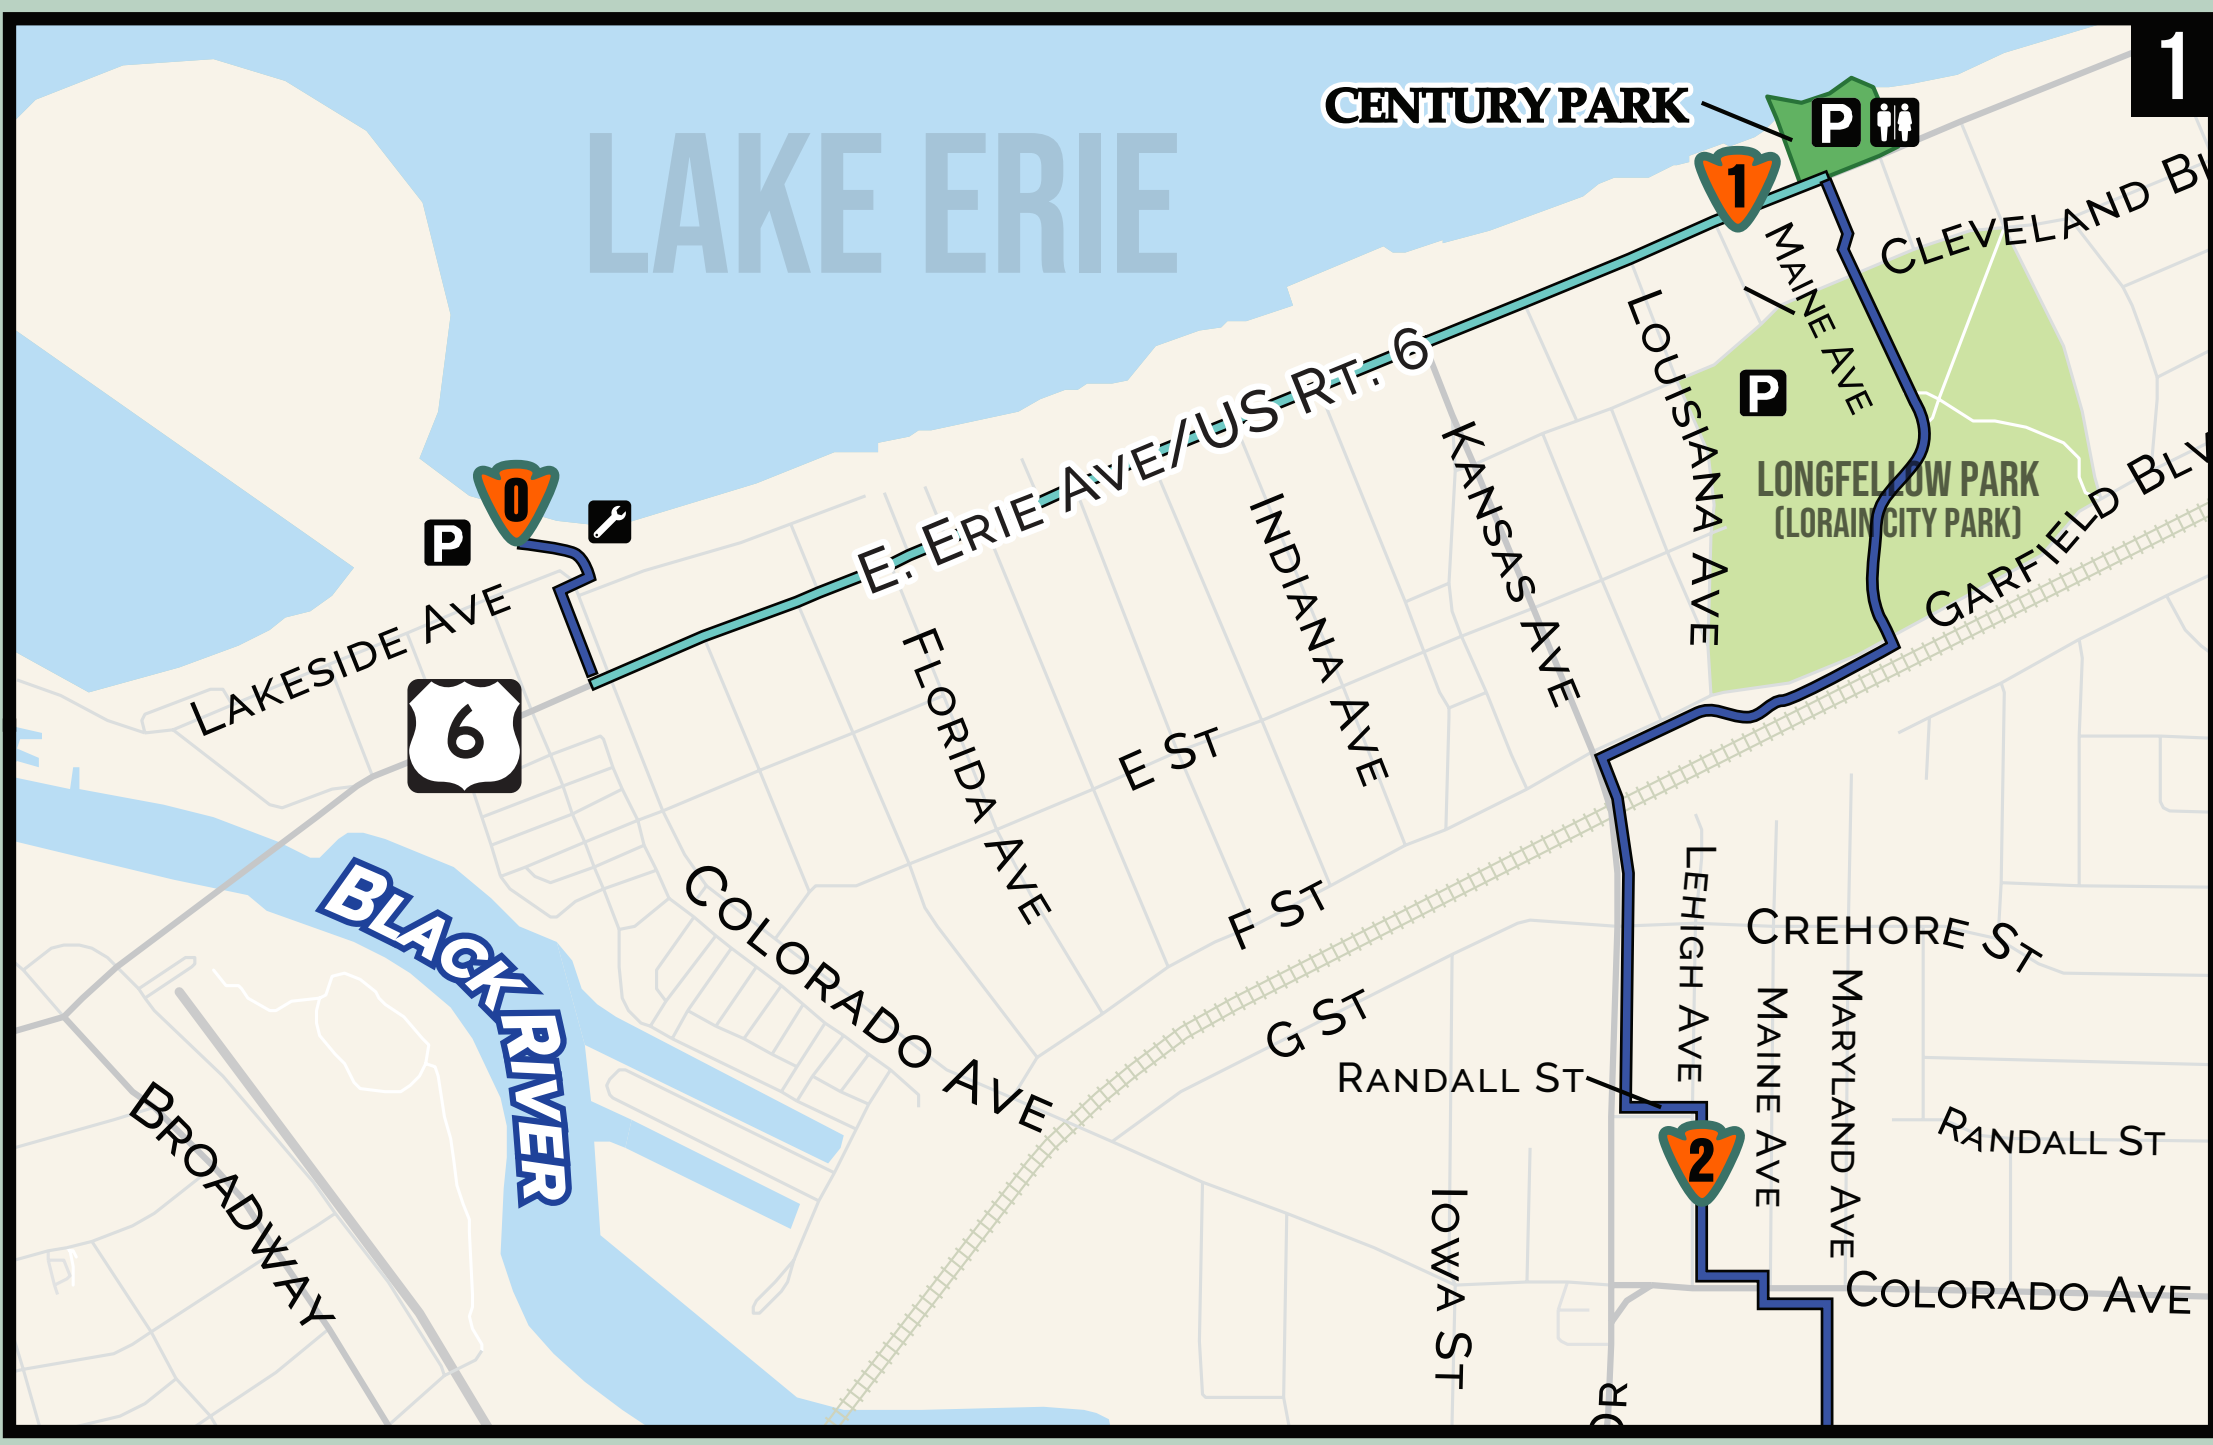 1
CENTURY PARK
P
LAKE ERIE
1
CLEVELAND
MAINE AVE
LOUISIANA AVE
E. ERIE AVE/US RT. 6
P
KANSAS AVE
LONGFELLOW PARK
(LORAIN CITY PARK)
GARFIELD
0
P
INDIANA AVE
LAKESIDE AVE
6
FLORIDA AVE
E ST
COLORADO AVE
F ST
BLACK RIVER
LEHIGH AVE
CREHORE ST
MAINE AVE
MARYLAND AVE
G ST
RANDALL ST
RANDALL ST
2
BROADWAY
IOWA ST
COLORADO AVE